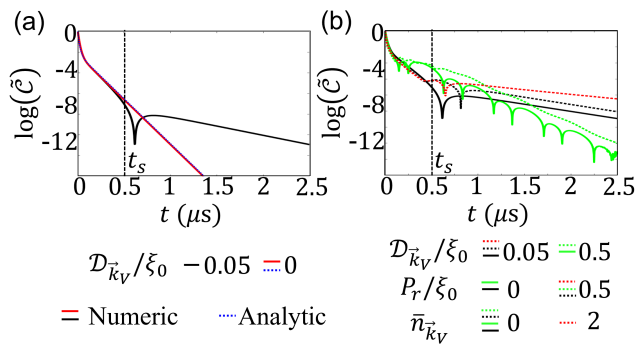 (a) (b)
0 0
-4 -4
-8 -8
-12 -12
log(C̃) log(C̃)
t_s t_s
0 0.5 1 1.5 2 2.5 0 0.5 1 1.5 2 2.5
t (μs) t (μs)
𝒟_{k⃗_V}/ξ_0 — 0.05 0
Numeric Analytic
𝒟_{k⃗_V}/ξ_0 0.05 0.5
P_r/ξ_0 0 0.5
n̄_{k⃗_V} 0 2